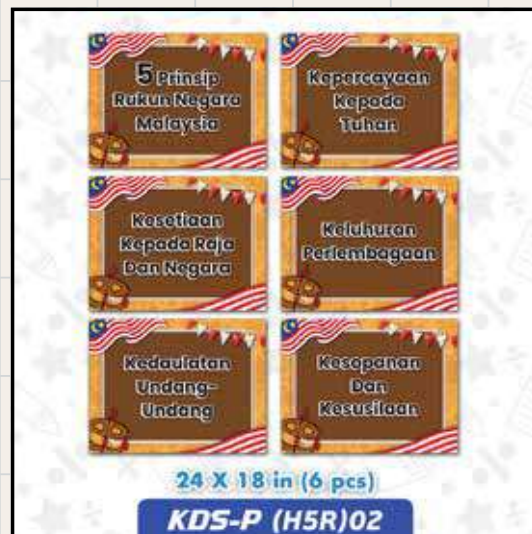 5 Prinsip
Rukun Negara
Malaysia
Kepercayaan
Kepada
Tuhan
Kesetiaan
Kepada Raja
Dan Negara
Keluhuran
Perlembagaan
Kedaulatan
Undang-
Undang
Kesopanan
Dan
Kesusilaan
24 X 18 in (6 pcs)
KDS-P (H5R)02